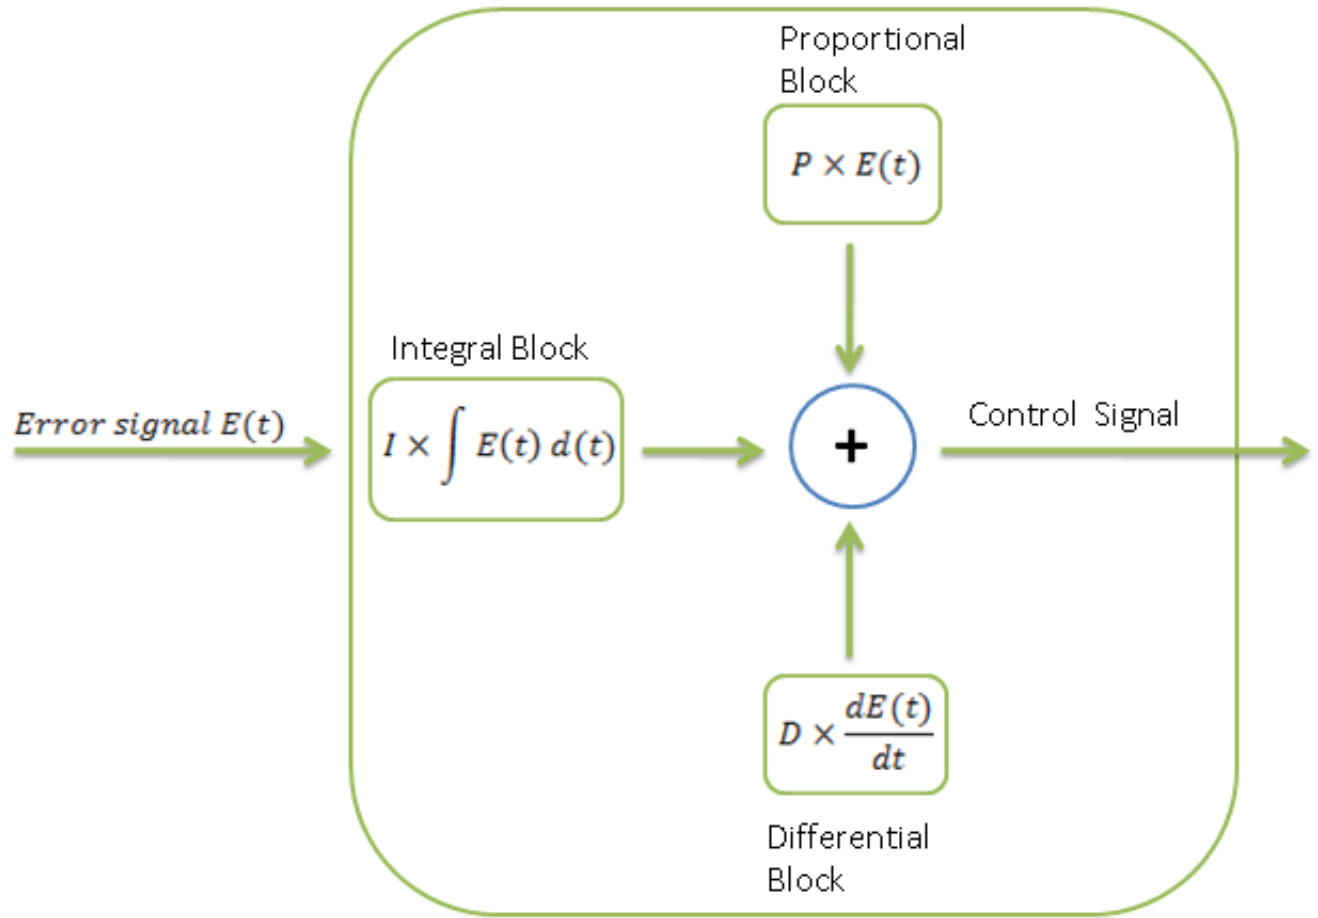 Proportional
Block
P × E(t)
Integral Block
Error signal E(t)
I × ∫ E(t) d(t)
+
Control Signal
D × dE(t)/dt
Differential
Block